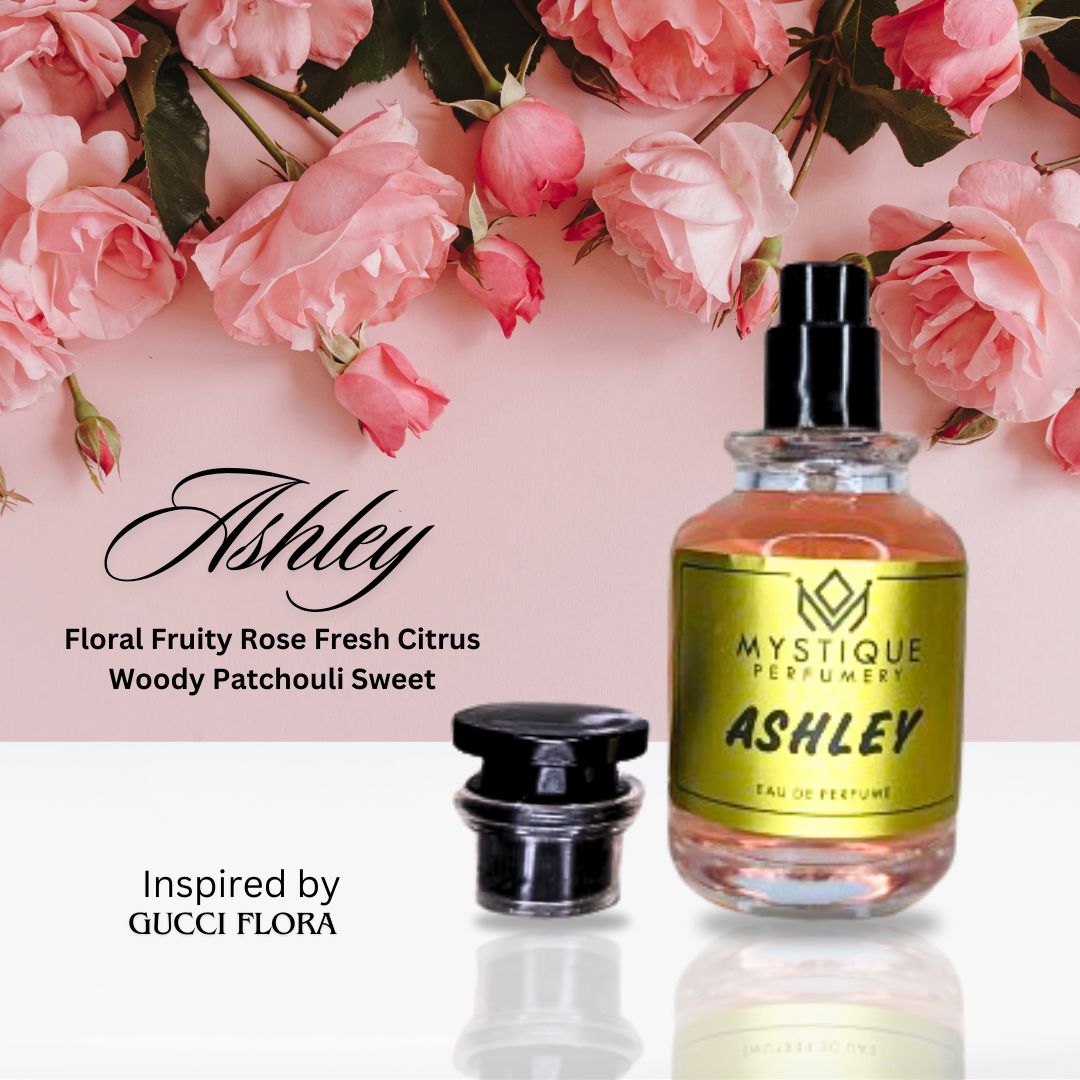 Ashley
Floral Fruity Rose Fresh Citrus
Woody Patchouli Sweet
Inspired by
GUCCI FLORA
MYSTIQUE
PERFUMERY
ASHLEY
EAU DE PERFUME